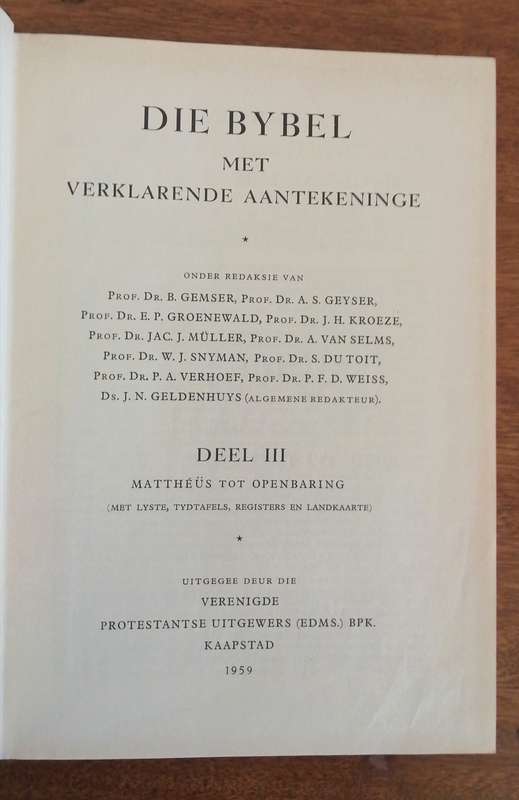 DIE BYBEL
MET
VERKLARENDE AANTEKENINGE
*
ONDER REDAKSIE VAN
PROF. DR. B. GEMSER, PROF. DR. A. S. GEYSER,
PROF. DR. E. P. GROENEWALD, PROF. DR. J. H. KROEZE,
PROF. DR. JAC. J. MÜLLER, PROF. DR. A. VAN SELMS,
PROF. DR. W. J. SNYMAN, PROF. DR. S. DU TOIT,
PROF. DR. P. A. VERHOEF, PROF. DR. P. F. D. WEISS,
DS. J. N. GELDENHUYS (ALGEMENE REDAKTEUR).
DEEL III
MATTHÉÜS TOT OPENBARING
(MET LYSTE, TYDTAFELS, REGISTERS EN LANDKAARTE)
*
UITGEGEE DEUR DIE
VERENIGDE
PROTESTANTSE UITGEWERS (EDMS.) BPK.
KAAPSTAD
1959